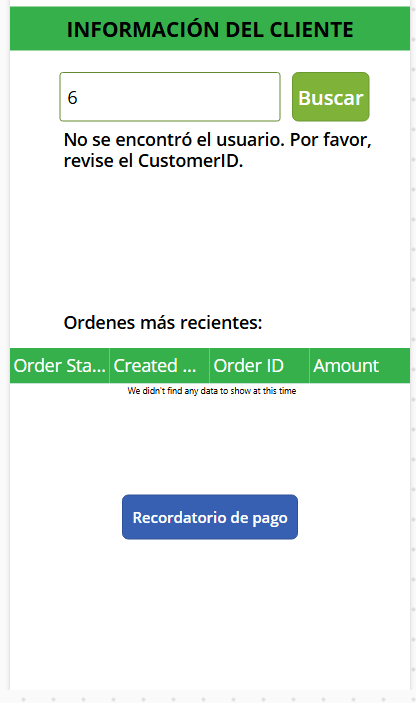 INFORMACIÓN DEL CLIENTE
6
Buscar
No se encontró el usuario. Por favor,
revise el CustomerID.
Ordenes más recientes:
Order Sta... Created ... Order ID Amount
We didn't find any data to show at this time
Recordatorio de pago